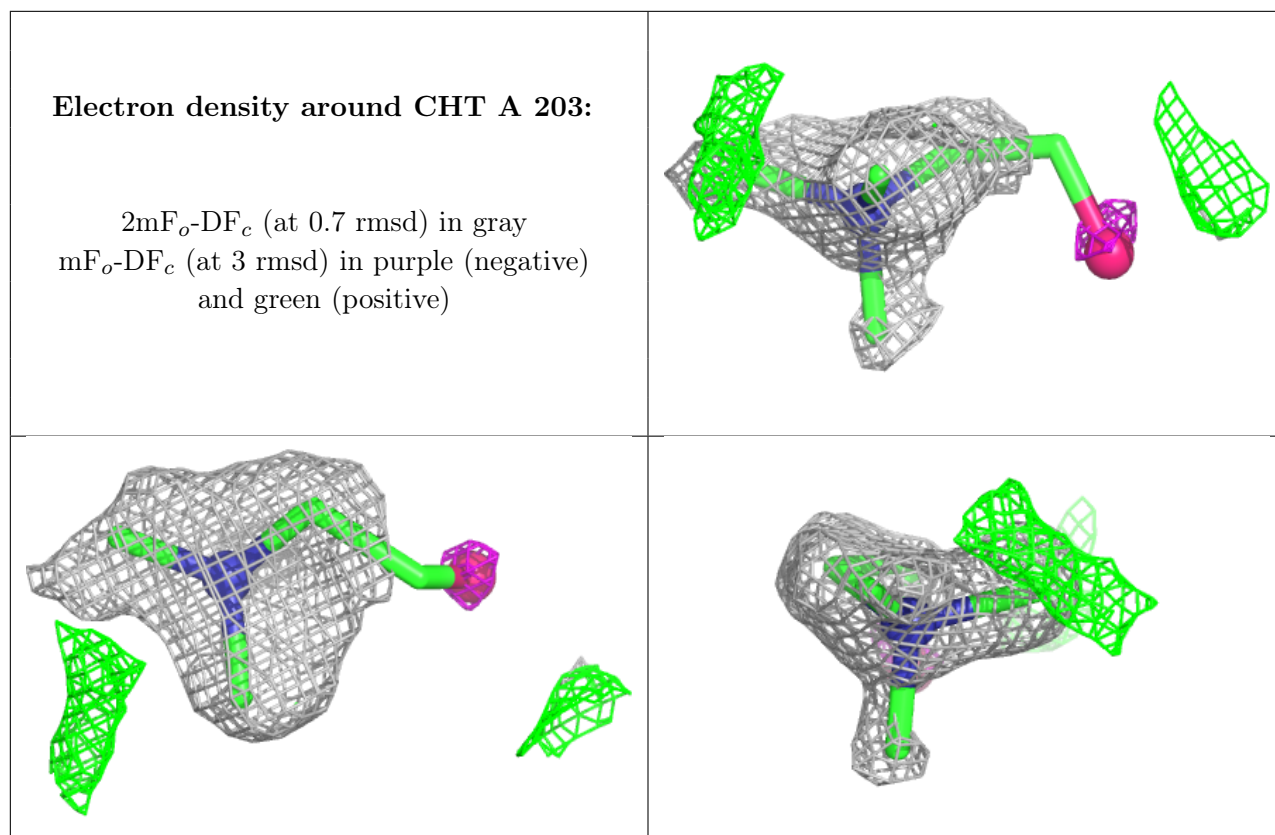 Electron density around CHT A 203:
2mFo-DFc (at 0.7 rmsd) in gray
mFo-DFc (at 3 rmsd) in purple (negative)
and green (positive)